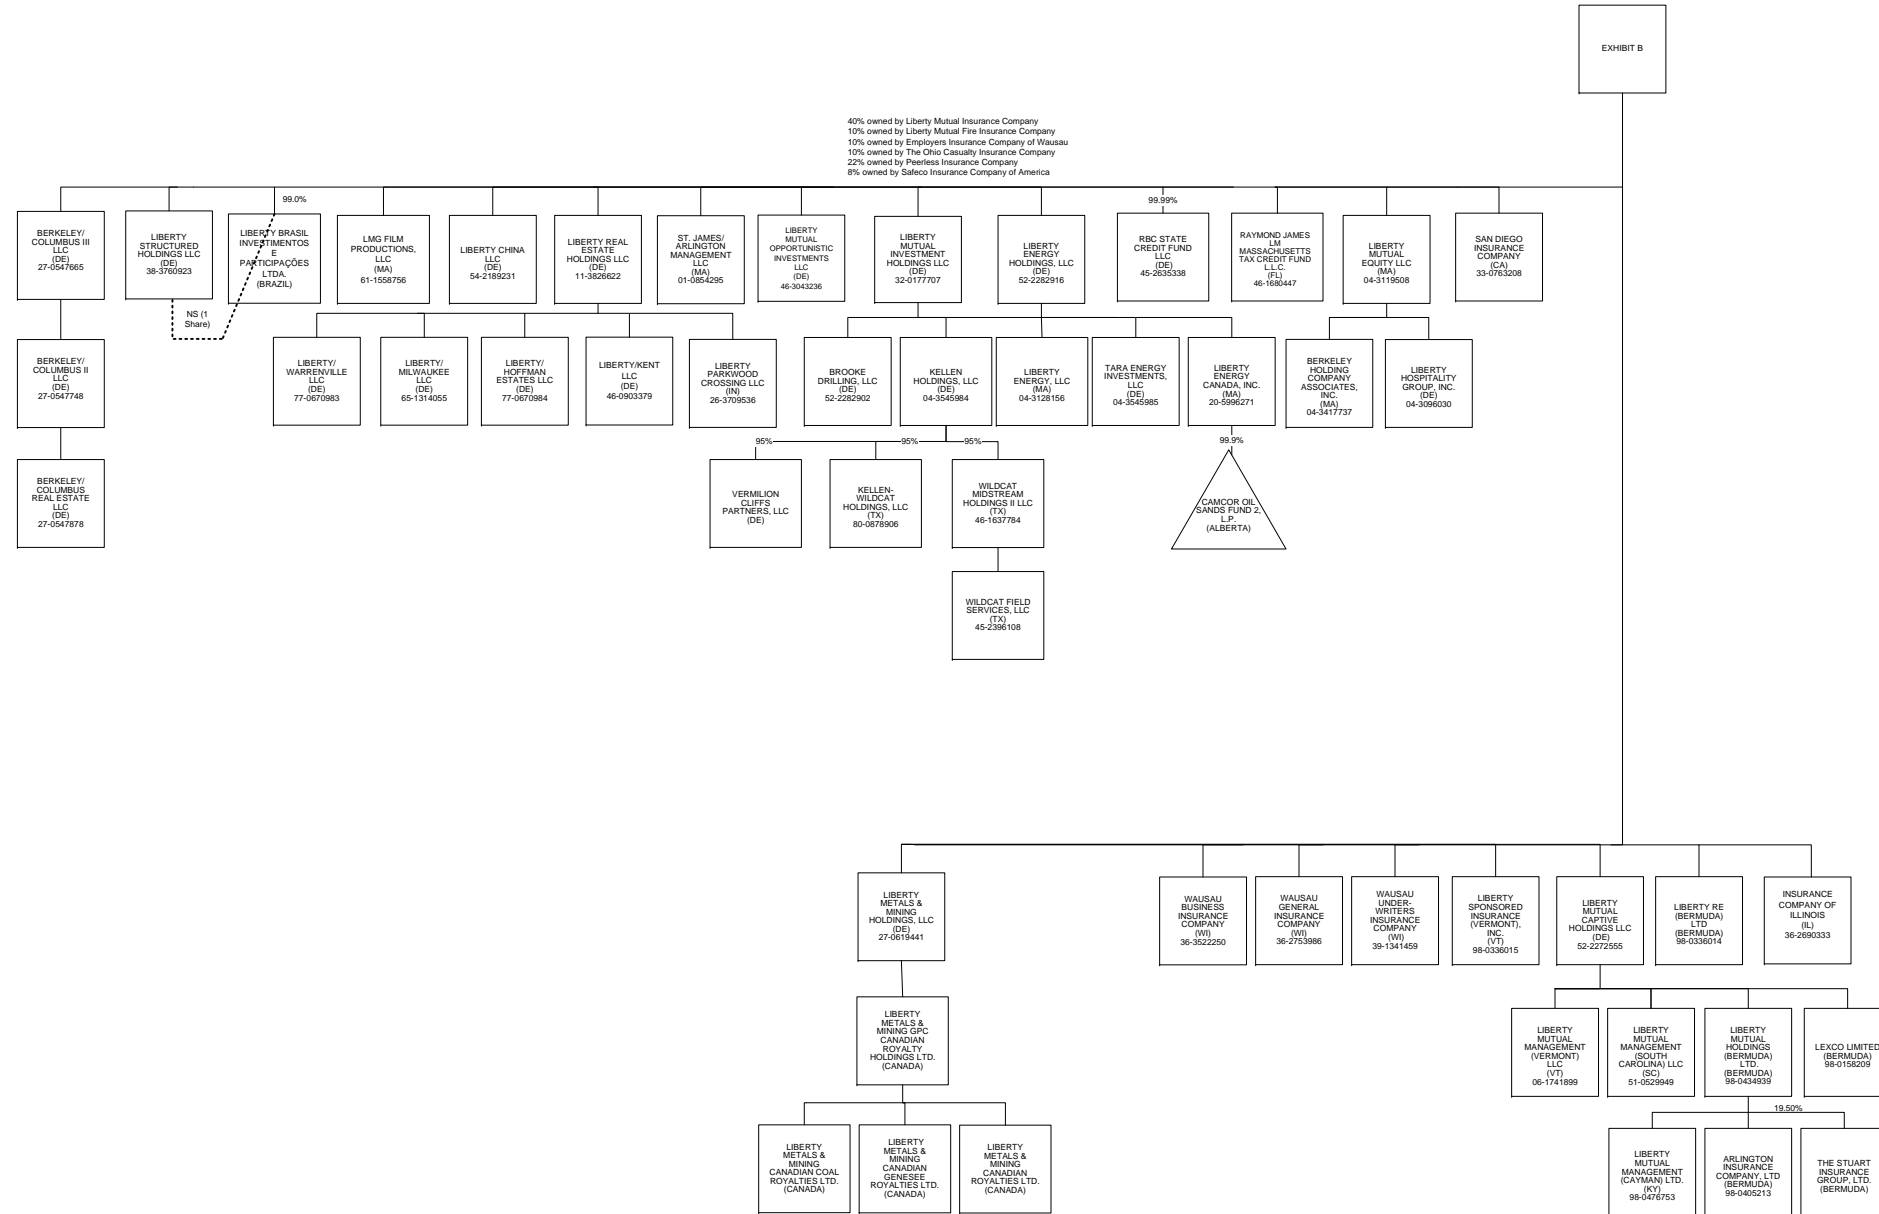 EXHIBIT B
40% owned by Liberty Mutual Insurance Company
10% owned by Liberty Mutual Fire Insurance Company
10% owned by Employers Insurance Company of Wausau
10% owned by The Ohio Casualty Insurance Company
22% owned by Peerless Insurance Company
8% owned by Safeco Insurance Company of America
99.0%
99.99%
BERKELEY/
COLUMBUS III
LLC
(DE)
27-0547665
LIBERTY
STRUCTURED
HOLDINGS LLC
(DE)
38-3760923
LIBERTY BRASIL
INVESTIMENTOS
E
PARTICIPAÇÕES
LTDA.
(BRAZIL)
LMG FILM
PRODUCTIONS,
LLC
(MA)
61-1558756
LIBERTY CHINA
LLC
(DE)
54-2189231
LIBERTY REAL
ESTATE
HOLDINGS LLC
(DE)
11-3826622
ST. JAMES/
ARLINGTON
MANAGEMENT
LLC
(MA)
01-0854295
LIBERTY
MUTUAL
OPPORTUNISTIC
INVESTMENTS
LLC
(DE)
46-3043236
LIBERTY
MUTUAL
INVESTMENT
HOLDINGS LLC
(DE)
32-0177707
LIBERTY
ENERGY
HOLDINGS, LLC
(DE)
52-2282916
RBC STATE
CREDIT FUND
LLC
(DE)
45-2635338
RAYMOND JAMES
LM
MASSACHUSETTS
TAX CREDIT FUND
L.L.C.
(FL)
46-1680447
LIBERTY
MUTUAL
EQUITY LLC
(MA)
04-3119508
SAN DIEGO
INSURANCE
COMPANY
(CA)
33-0763208
NS (1
Share)
BERKELEY/
COLUMBUS II
LLC
(DE)
27-0547748
LIBERTY/
WARRENVILLE
LLC
(DE)
77-0670983
LIBERTY/
MILWAUKEE
LLC
(DE)
65-1314055
LIBERTY/
HOFFMAN
ESTATES LLC
(DE)
77-0670984
LIBERTY/KENT
LLC
(DE)
46-0903379
LIBERTY
PARKWOOD
CROSSING LLC
(IN)
26-3709536
BROOKE
DRILLING, LLC
(DE)
52-2282902
KELLEN
HOLDINGS, LLC
(DE)
04-3545984
LIBERTY
ENERGY, LLC
(MA)
04-3128156
TARA ENERGY
INVESTMENTS,
LLC
(DE)
04-3545985
LIBERTY
ENERGY
CANADA, INC.
(MA)
20-5996271
BERKELEY
HOLDING
COMPANY
ASSOCIATES,
INC.
(MA)
04-3417737
LIBERTY
HOSPITALITY
GROUP, INC.
(DE)
04-3096030
95%
95%
95%
99.9%
BERKELEY/
COLUMBUS
REAL ESTATE
LLC
(DE)
27-0547878
VERMILION
CLIFFS
PARTNERS, LLC
(DE)
KELLEN-
WILDCAT
HOLDINGS, LLC
(TX)
80-0878906
WILDCAT
MIDSTREAM
HOLDINGS II LLC
(TX)
46-1637784
CAMCOR OIL
SANDS FUND 2,
L.P.
(ALBERTA)
WILDCAT FIELD
SERVICES, LLC
(TX)
45-2396108
LIBERTY
METALS &
MINING
HOLDINGS, LLC
(DE)
27-0619441
WAUSAU
BUSINESS
INSURANCE
COMPANY
(WI)
36-3522250
WAUSAU
GENERAL
INSURANCE
COMPANY
(WI)
36-2753986
WAUSAU
UNDER-
WRITERS
INSURANCE
COMPANY
(WI)
39-1341459
LIBERTY
SPONSORED
INSURANCE
(VERMONT),
INC.
(VT)
98-0336015
LIBERTY
MUTUAL
CAPTIVE
HOLDINGS LLC
(DE)
52-2272555
LIBERTY RE
(BERMUDA)
LTD
(BERMUDA)
98-0336014
INSURANCE
COMPANY OF
ILLINOIS
(IL)
36-2690333
LIBERTY
METALS &
MINING GPC
CANADIAN
ROYALTY
HOLDINGS LTD.
(CANADA)
LIBERTY
MUTUAL
MANAGEMENT
(VERMONT)
LLC
(VT)
06-1741899
LIBERTY
MUTUAL
MANAGEMENT
(SOUTH
CAROLINA) LLC
(SC)
51-0529949
LIBERTY
MUTUAL
HOLDINGS
(BERMUDA)
LTD.
(BERMUDA)
98-0434939
LEXCO LIMITED
(BERMUDA)
98-0158209
19.50%
LIBERTY
METALS &
MINING
CANADIAN COAL
ROYALTIES LTD.
(CANADA)
LIBERTY
METALS &
MINING
CANADIAN
GENESEE
ROYALTIES LTD.
(CANADA)
LIBERTY
METALS &
MINING
CANADIAN
ROYALTIES LTD.
(CANADA)
LIBERTY
MUTUAL
MANAGEMENT
(CAYMAN) LTD.
(KY)
98-0476753
ARLINGTON
INSURANCE
COMPANY, LTD
(BERMUDA)
98-0405213
THE STUART
INSURANCE
GROUP, LTD.
(BERMUDA)